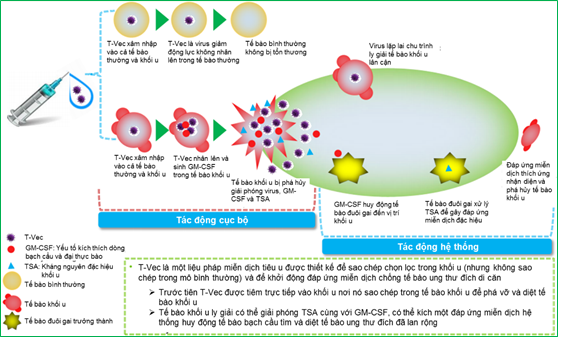 T-Vec xâm nhập
vào cả tế bào
thường và khối u
T-Vec là virus giảm
động lực không nhân
lên trong tế bào thường
Tế bào bình thường
không bị tổn thương
Virus lặp lại chu trình
ly giải tế bào khối u
lân cận
T-Vec xâm nhập
vào cả tế bào
thường và khối u
T-Vec nhân lên và
sinh GM-CSF
trong tế bào khối u
Tế bào khối u bị phá hủy
giải phóng virus, GM-
CSF và TSA
GM-CSF huy động tế
bào đuôi gai đến vị trí
khối u
Tế bào đuôi gai xử lý
TSA để gây đáp ứng
miễn dịch đặc hiệu
Đáp ứng miễn
dịch thích ứng
nhận diện và
phá hủy tế bào
khối u
Tác động cục bộ
Tác động hệ thống
T-Vec
GM-CSF: Yếu tố kích thích dòng
bạch cầu và đại thực bào
TSA: Kháng nguyên đặc hiệu
khối u
Tế bào bình thường
Tế bào khối u
Tế bào đuôi gai trưởng thành
• T-Vec là một liệu pháp miễn dịch tiêu u được thiết kế để sao chép chọn lọc trong khối u (nhưng không sao
chép trong mô bình thường) và để khởi động đáp ứng miễn dịch chống tế bào ung thư đích di căn
➢ Trước tiên T-Vec được tiêm trực tiếp vào khối u nơi nó sao chép trong tế bào khối u để phá vỡ và diệt tế
bào khối u
➢ Tế bào khối u ly giải có thể giải phóng TSA cùng với GM-CSF, có thể kích một đáp ứng miễn dịch hệ
thống huy động tế bào bạch cầu tìm và diệt tế bào ung thư đích đã lan rộng